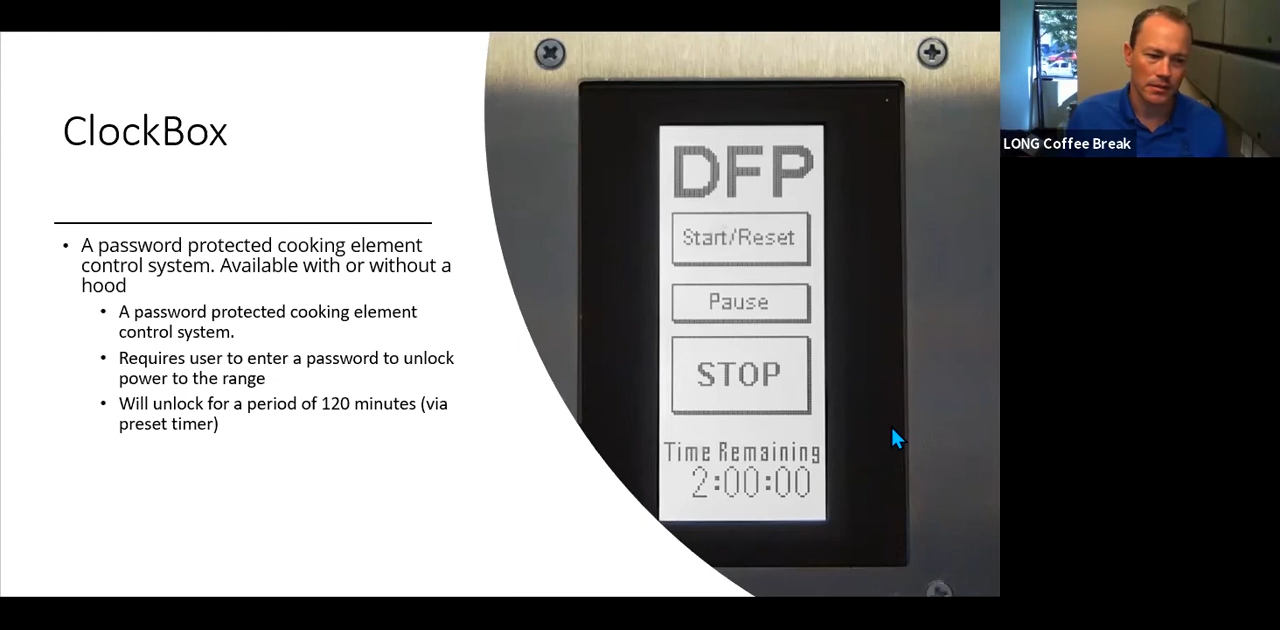 ClockBox
• A password protected cooking element
control system. Available with or without a
hood
• A password protected cooking element
control system.
• Requires user to enter a password to unlock
power to the range
• Will unlock for a period of 120 minutes (via
preset timer)
DFP
Start/Reset
Pause
STOP
Time Remaining
2:00:00
LONG Coffee Break